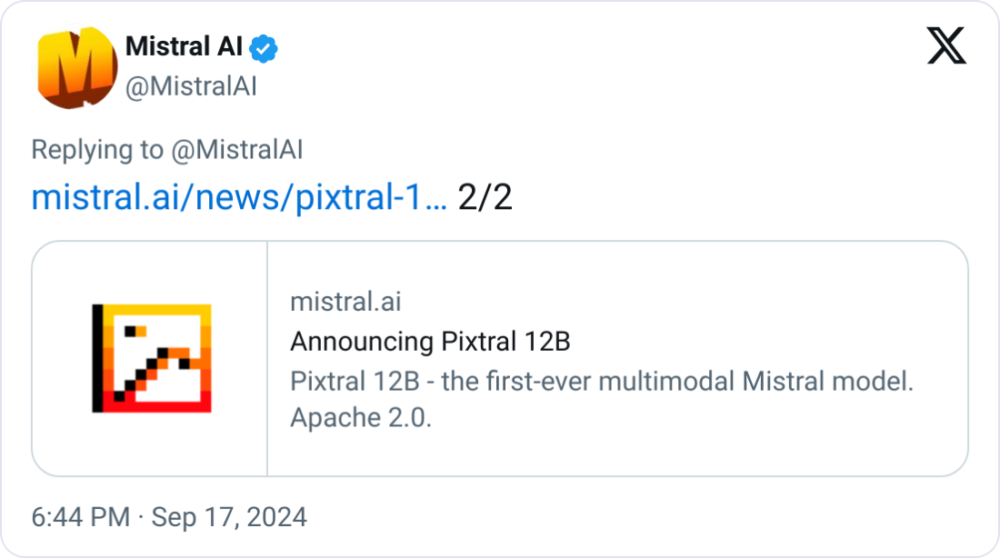 Mistral AI
@MistralAI
Replying to @MistralAI
mistral.ai/news/pixtral-1… 2/2
mistral.ai
Announcing Pixtral 12B
Pixtral 12B - the first-ever multimodal Mistral model.
Apache 2.0.
6:44 PM · Sep 17, 2024